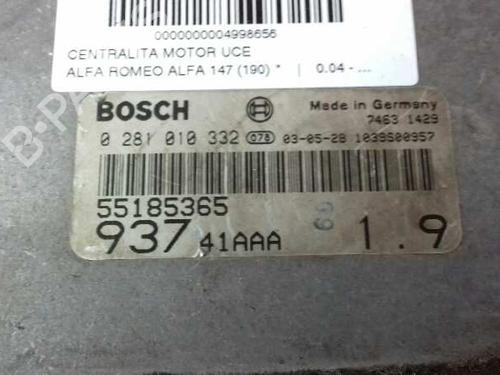 0000000004998656
CENTRALITA MOTOR UCE
ALFA ROMEO ALFA 147 (190) * | 0.04 - ...
BOSCH
Made in Germany
7463 1429
0 281 010 332 078 03-05-28 1039S00957
55185365
937 41AAA 1.9